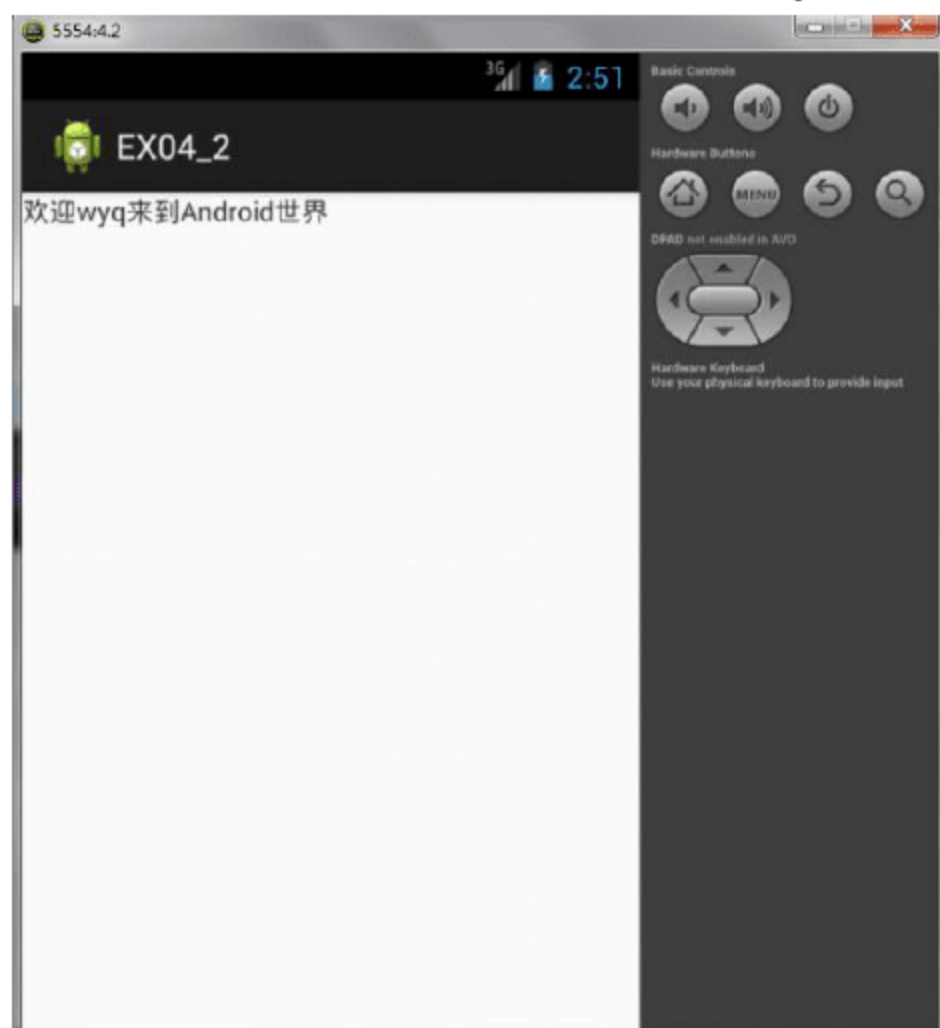 5554:4.2
3G 2:51
EX04_2
欢迎wyq来到Android世界
Basic Controls
Hardware Buttons
MENU
DPAD not enabled in AVD
Hardware Keyboard
Use your physical keyboard to provide input